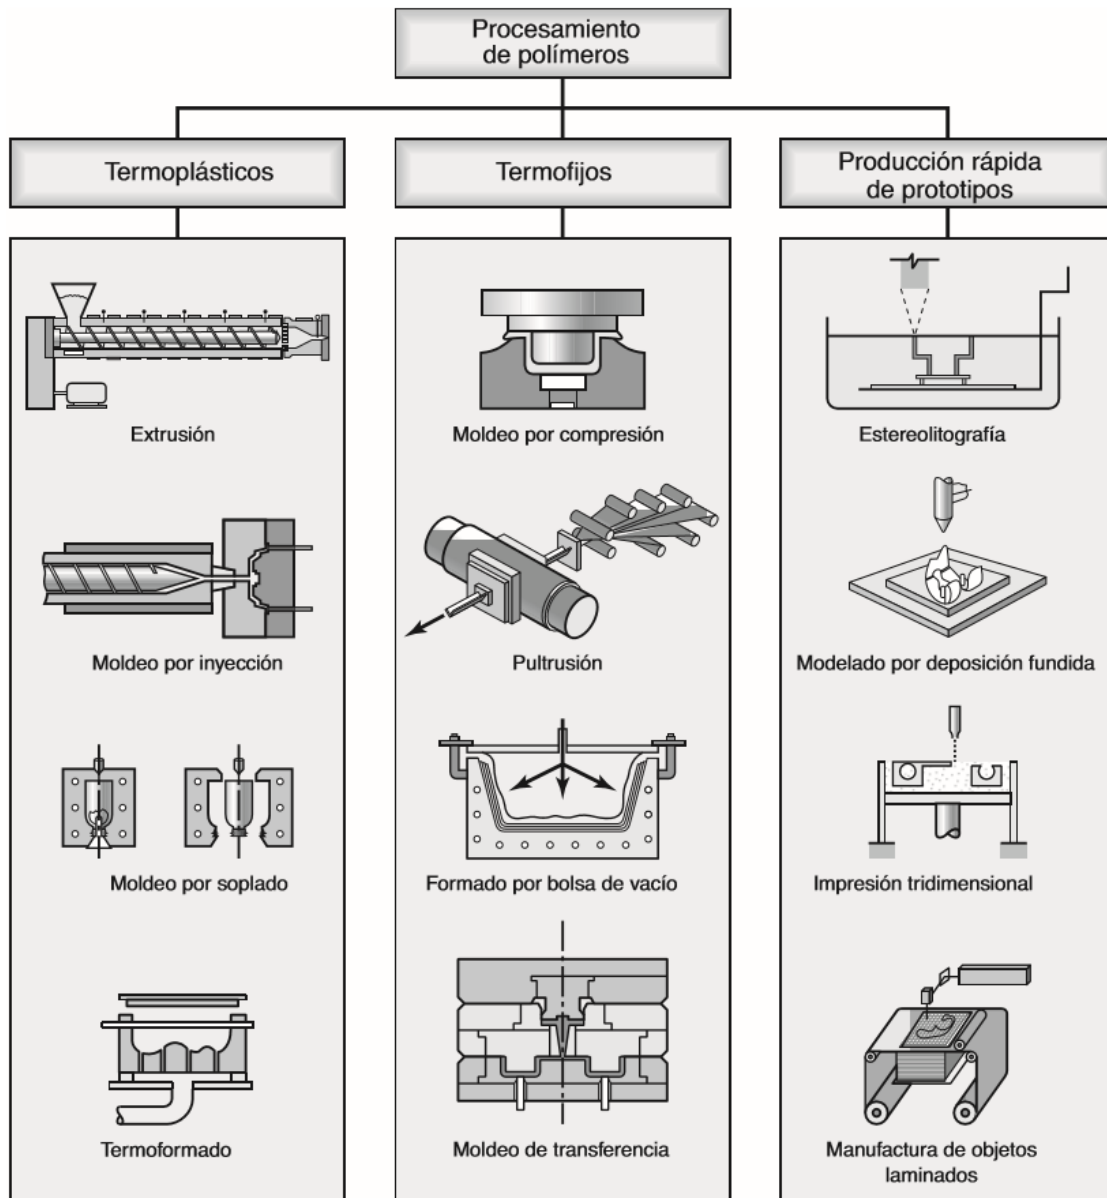 Procesamiento
de polímeros
Termoplásticos
Termofijos
Producción rápida
de prototipos
Extrusión
Moldeo por inyección
Moldeo por soplado
Termoformado
Moldeo por compresión
Pultrusión
Formado por bolsa de vacío
Moldeo de transferencia
Estereolitografía
Modelado por deposición fundida
Impresión tridimensional
Manufactura de objetos
laminados